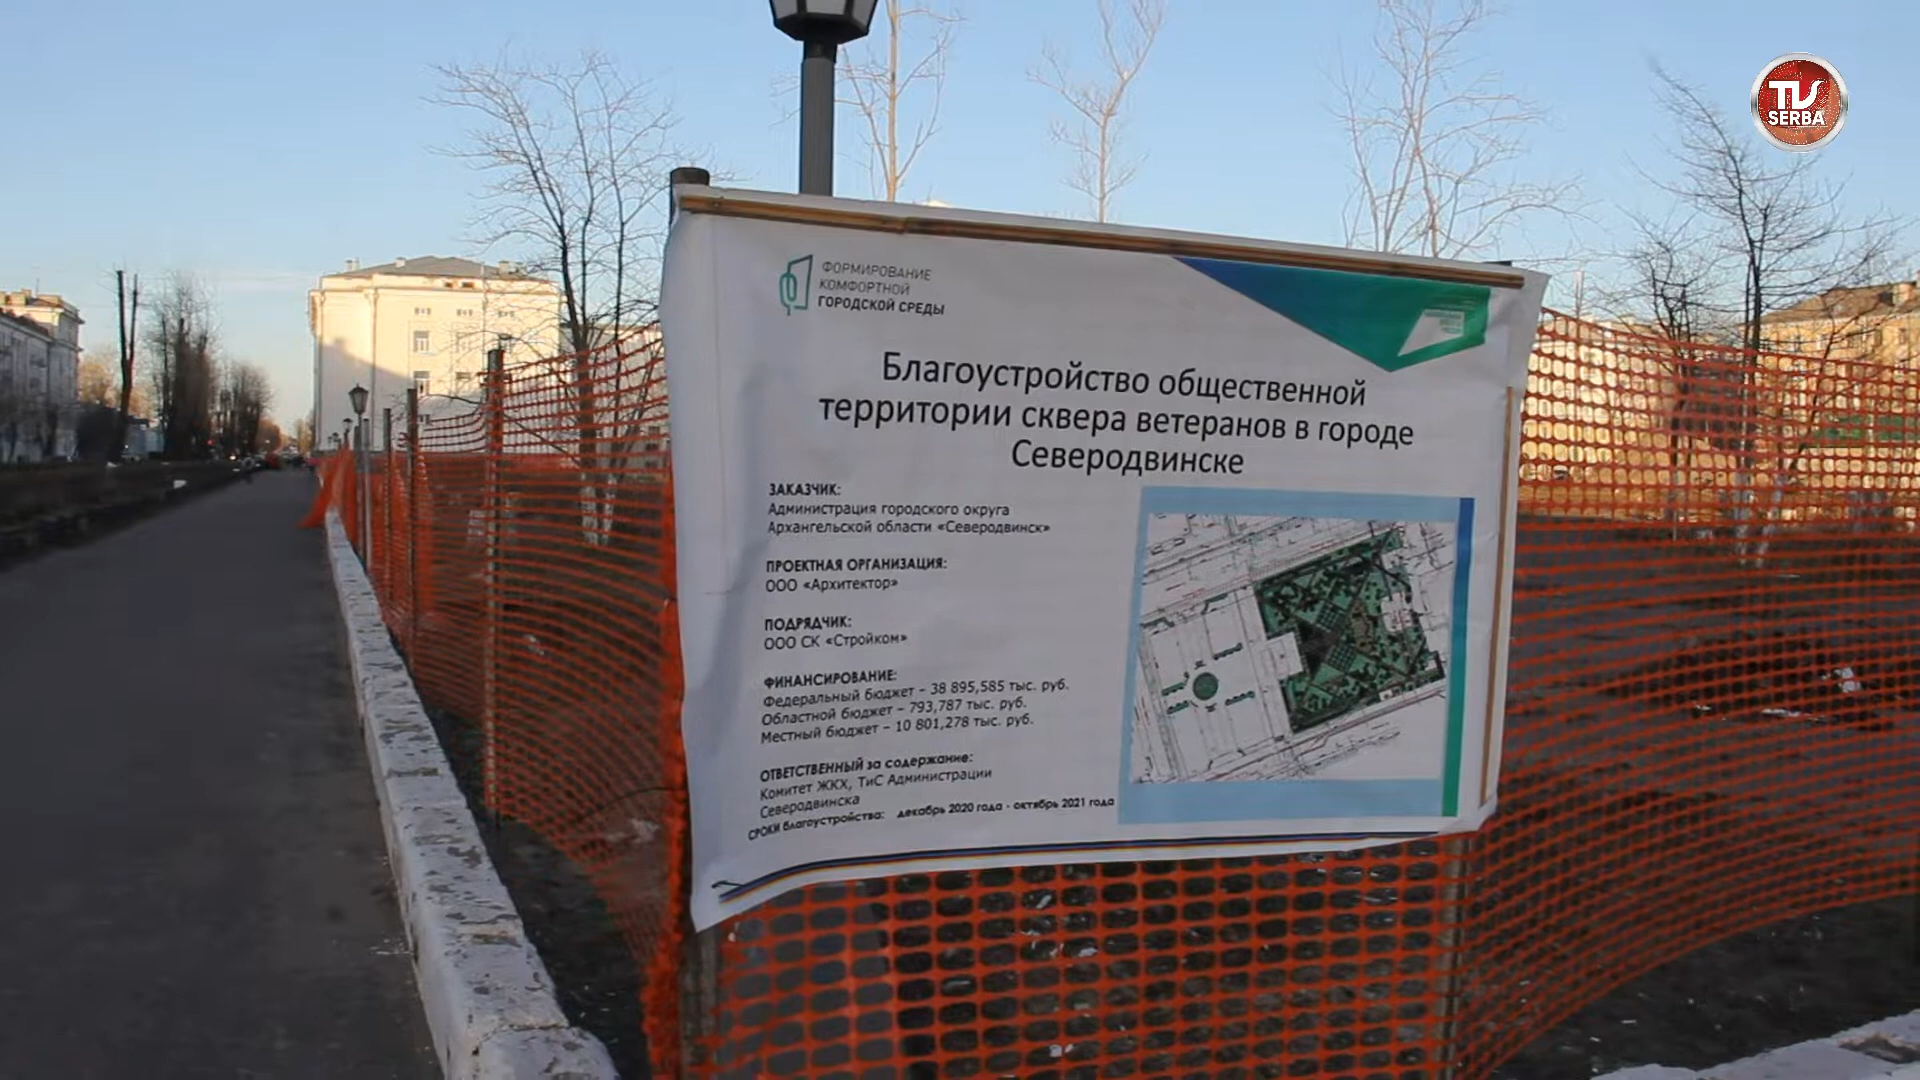 TVS
SERBA
ФОРМИРОВАНИЕ
КОМФОРТНОЙ
ГОРОДСКОЙ СРЕДЫ
Благоустройство общественной
территории сквера ветеранов в городе
Северодвинске
ЗАКАЗЧИК:
Администрация городского округа
Архангельской области «Северодвинск»
ПРОЕКТНАЯ ОРГАНИЗАЦИЯ:
ООО «Архитектор»
ПОДРЯДЧИК:
ООО СК «Стройком»
ФИНАНСИРОВАНИЕ:
Федеральный бюджет – 38 895,585 тыс. руб.
Областной бюджет – 793,787 тыс. руб.
Местный бюджет – 10 801,278 тыс. руб.
ОТВЕТСТВЕННЫЙ за содержание:
Комитет ЖКХ, ТиС Администрации
Северодвинска
СРОКИ благоустройства: декабрь 2020 года - октябрь 2021 года